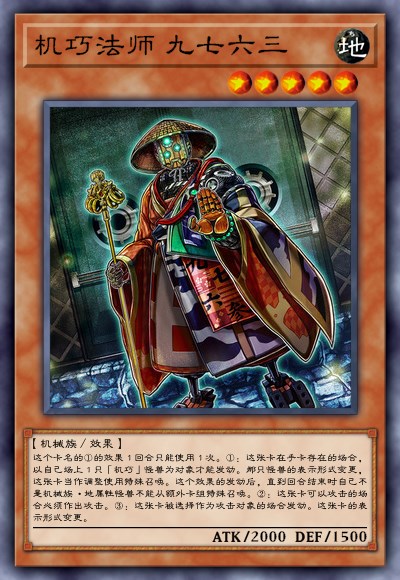 机巧法师 九七六三
地
【机械族/效果】
这个卡名的①的效果1回合只能使用1次。①：这张卡在手卡存在的场合，
以自己场上1只「机巧」怪兽为对象才能发动。那只怪兽的表示形式变更，
这张卡当作调整使用特殊召唤。这个效果的发动后，直到回合结束时自己不
是机械族·地属性怪兽不能从额外卡组特殊召唤。②：这张卡可以攻击的场
合必须作出攻击。③：这张卡被选择作为攻击对象的场合发动。这张卡的表
示形式变更。
ATK/2000 DEF/1500